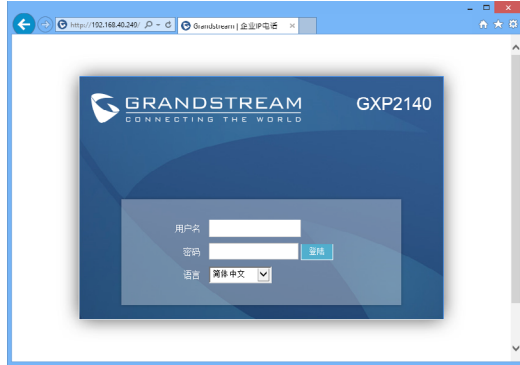 http://192.168.40.249/
Grandstream | 企业IP电话
GRANDSTREAM
CONNECTING THE WORLD
GXP2140
用户名
密码
登陆
语言
简体中文